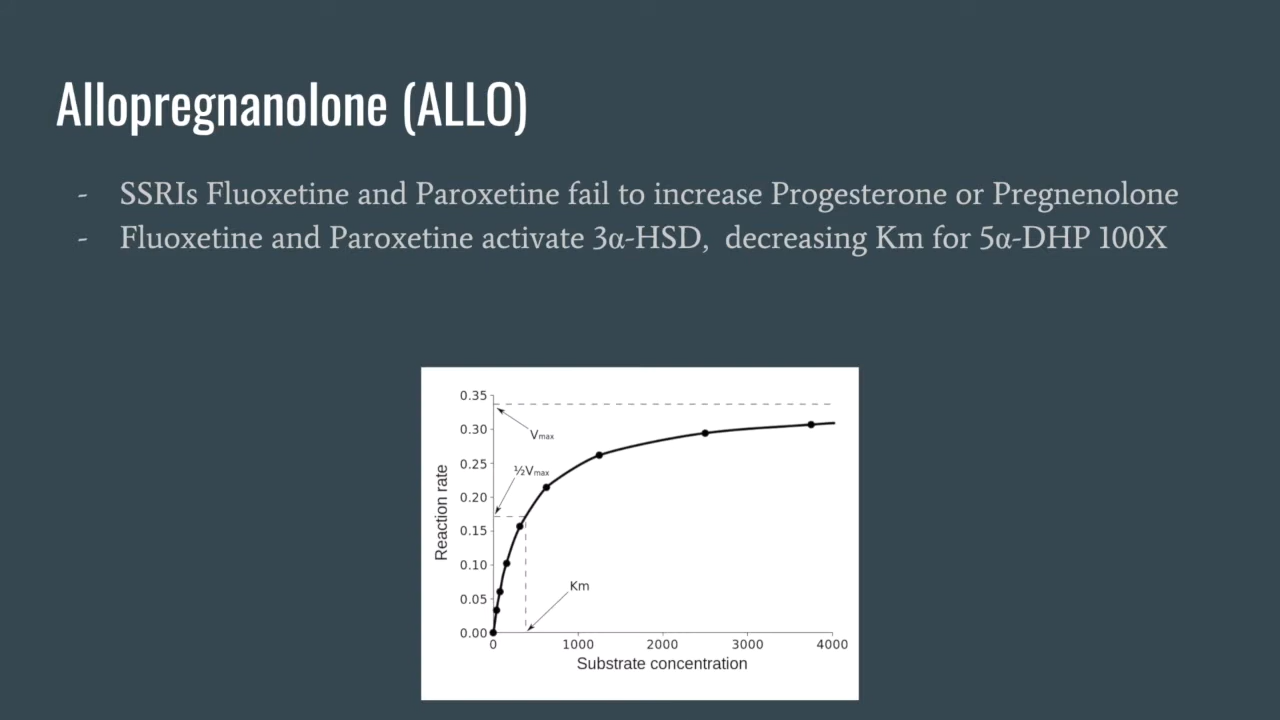 Allopregnanolone (ALLO)
- SSRIs Fluoxetine and Paroxetine fail to increase Progesterone or Pregnenolone
- Fluoxetine and Paroxetine activate 3α-HSD, decreasing Km for 5α-DHP 100X
0.35
Vmax
0.30
½Vmax
0.25
0.20
0.15
0.10
Km
0.05
0.00
Reaction rate
0 1000 2000 3000 4000
Substrate concentration